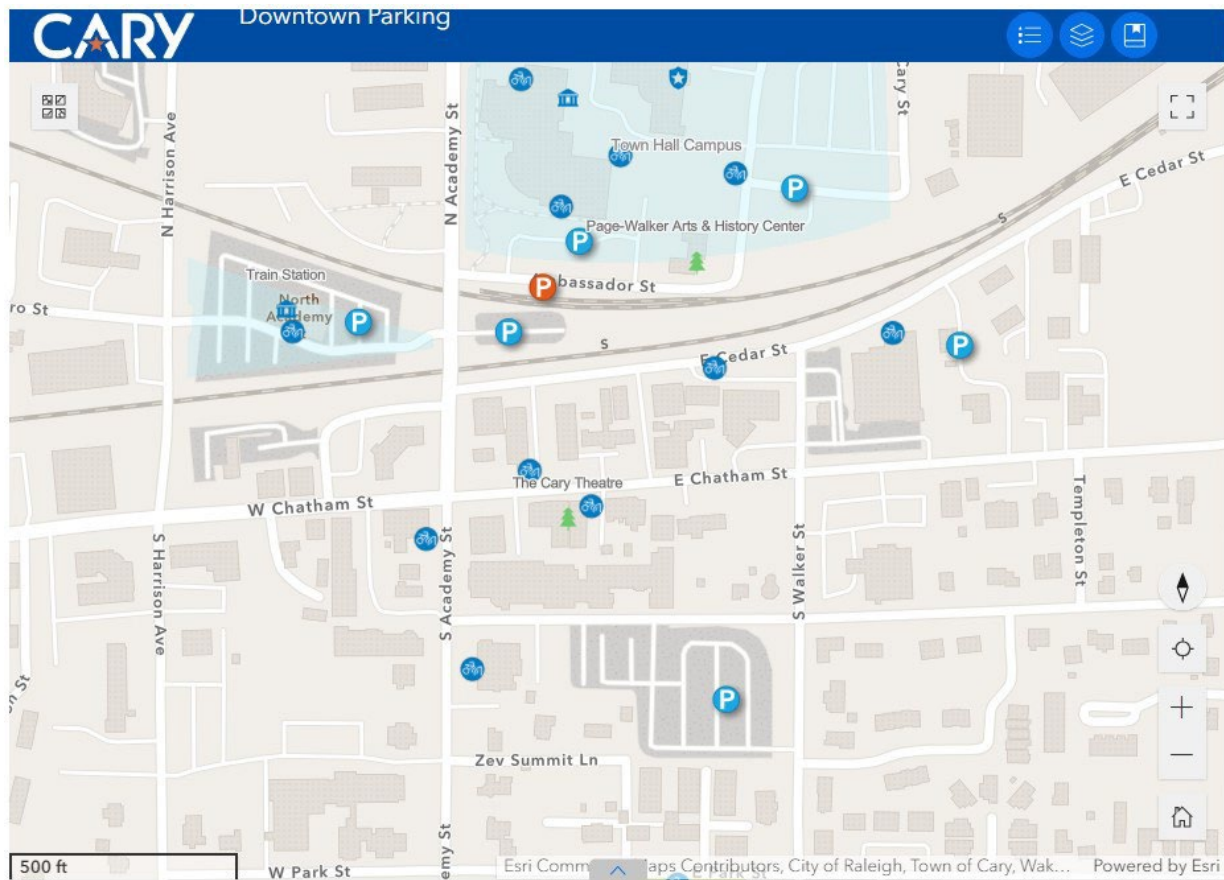 CARY
Downtown Parking
Cary St
N Harrison Ave
N Academy St
Town Hall Campus
E Cedar St
Page-Walker Arts & History Center
S
Train Station
bassador St
P
P
P
North
Academy
ro St
P
P
P
S
E Cedar St
The Cary Theatre
E Chatham St
W Chatham St
Templeton St
S Harrison Ave
S Academy St
S Walker St
P
Zev Summit Ln
on St
500 ft
W Park St
emy St
E Park St
Esri Comm
aps Contributors, City of Raleigh, Town of Cary, Wak...
Powered by Esri